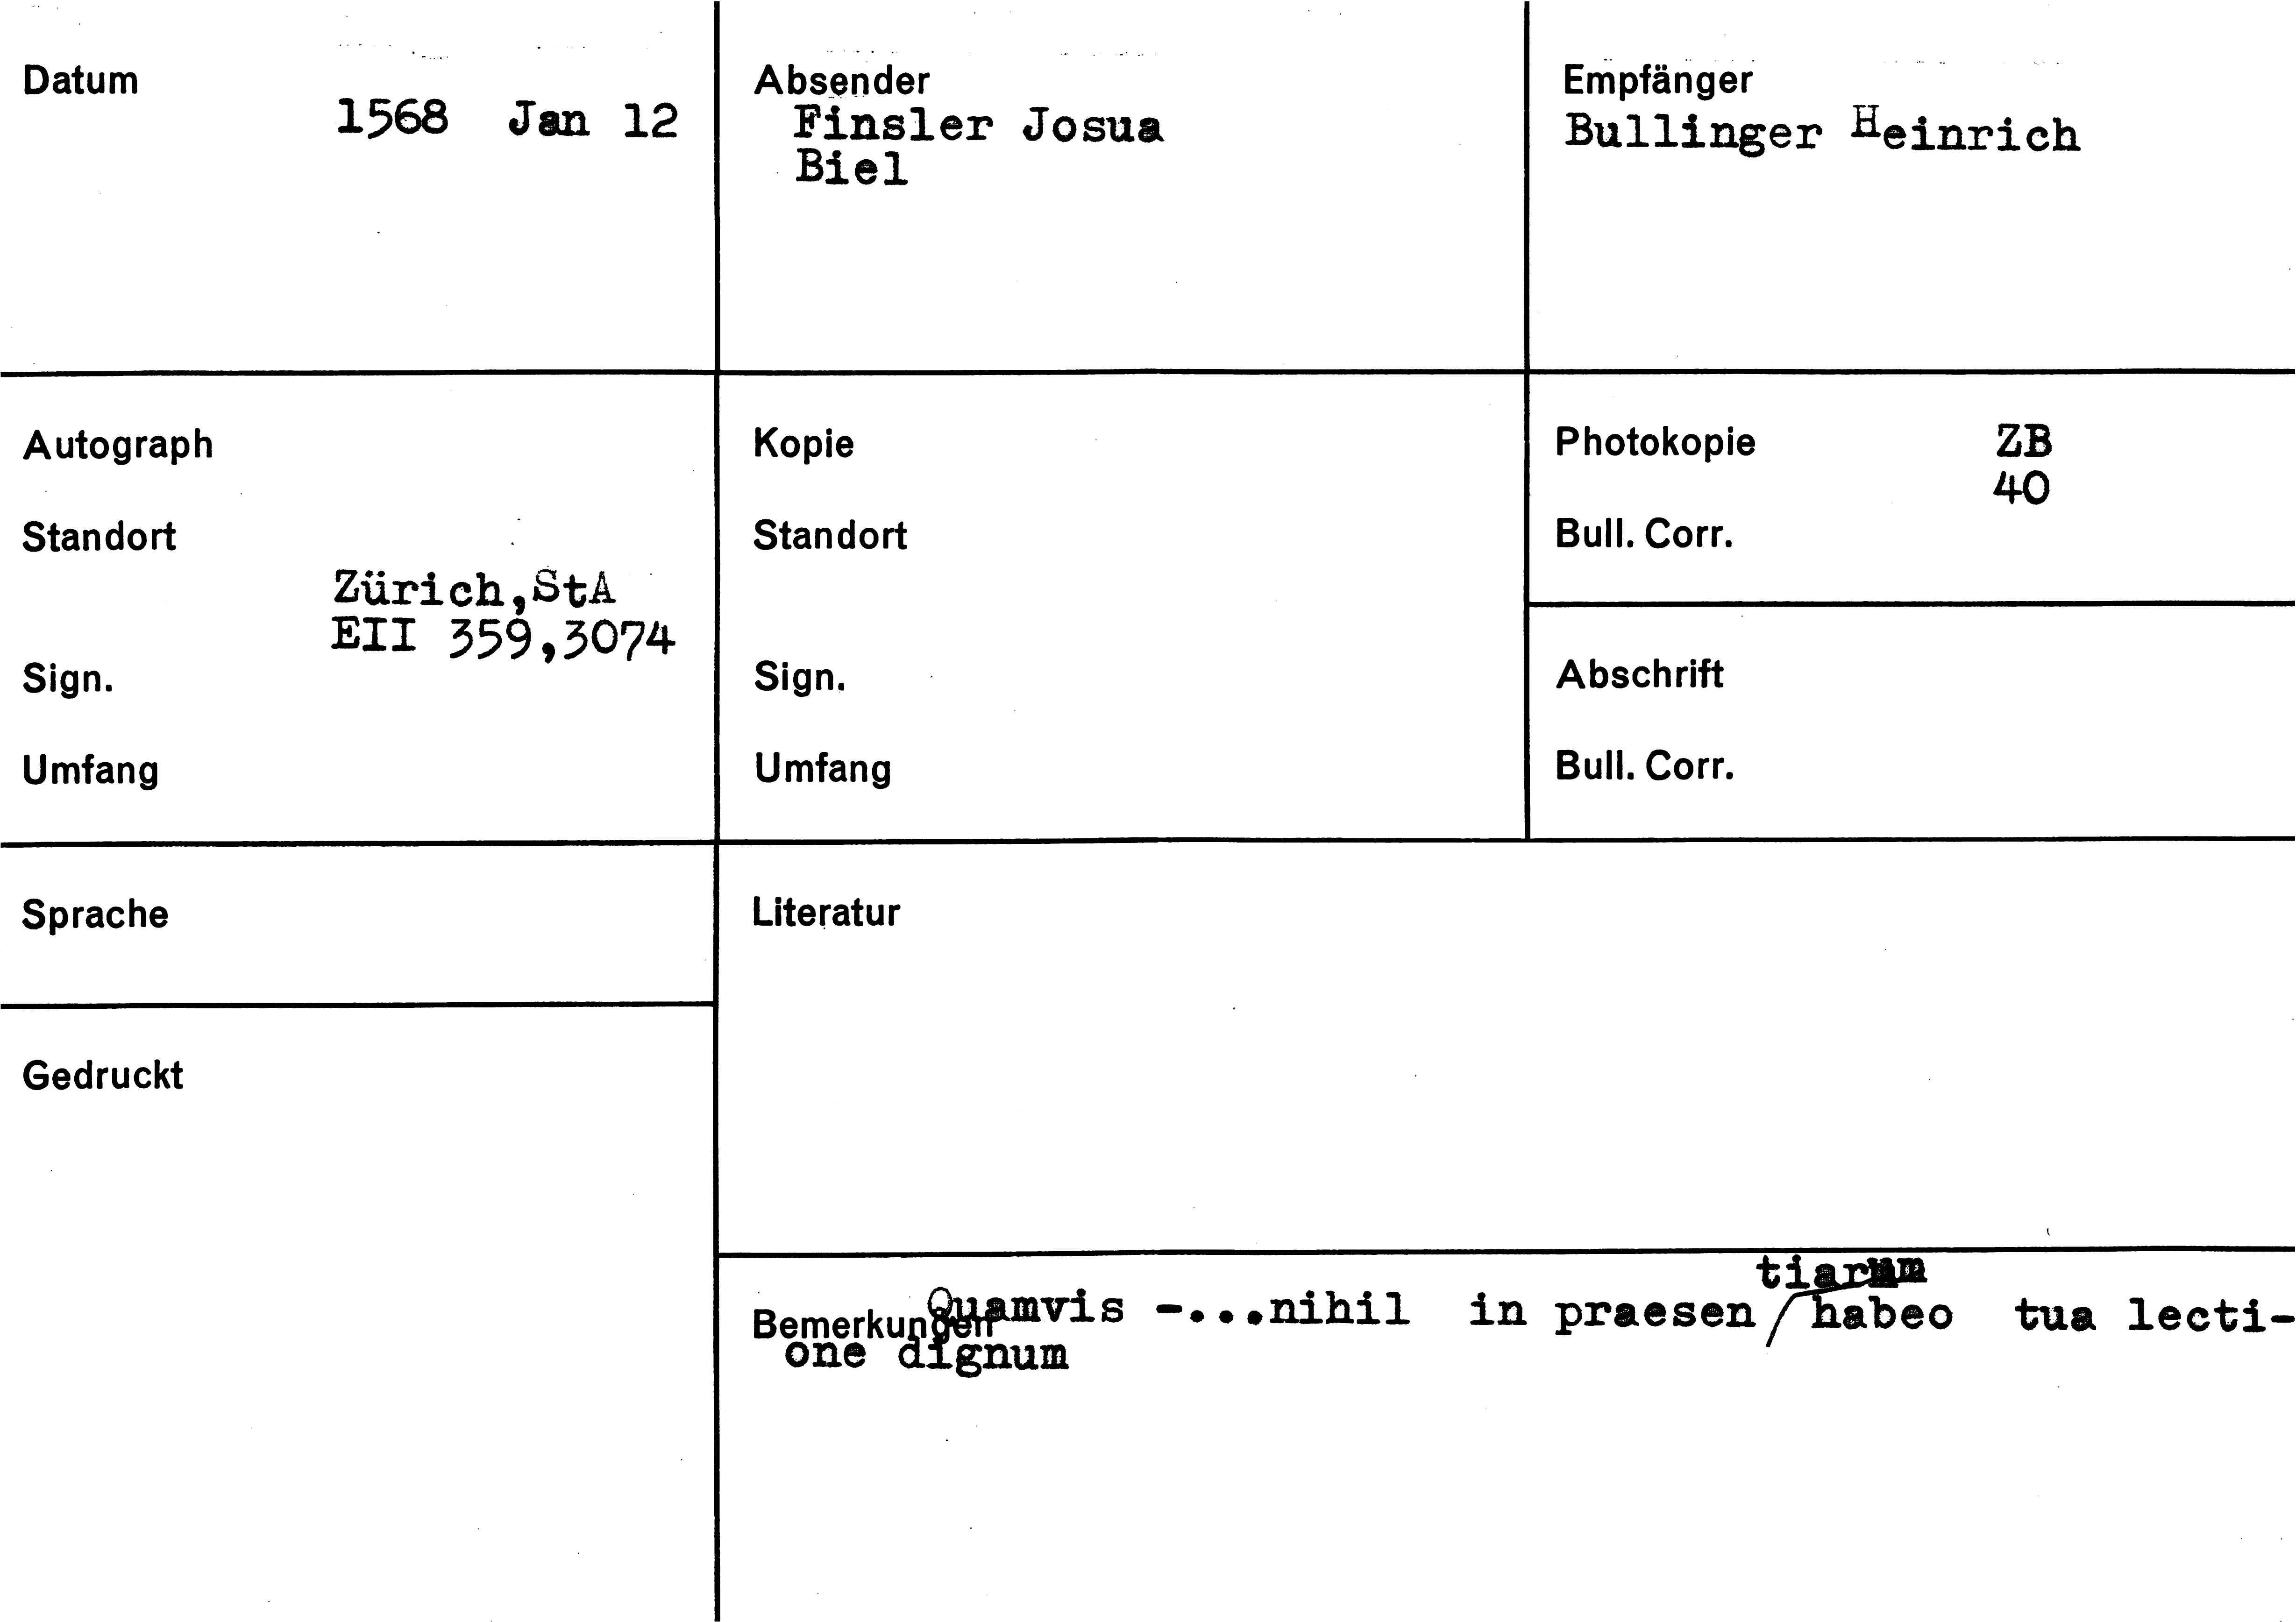 Datum
1568 Jan 12
Absender
Finsler Josua
Biel
Empfänger
Bullinger Heinrich
Autograph
Standort
Zürich,StA
EII 359,3074
Sign.
Umfang
Kopie
Standort
Sign.
Umfang
Photokopie ZB
40
Bull. Corr.
Abschrift
Bull. Corr.
Sprache
Gedruckt
Literatur
Bemerkungen
tiarum
Quamvis -...nihil in praesen habeo tua lecti-
one dignum